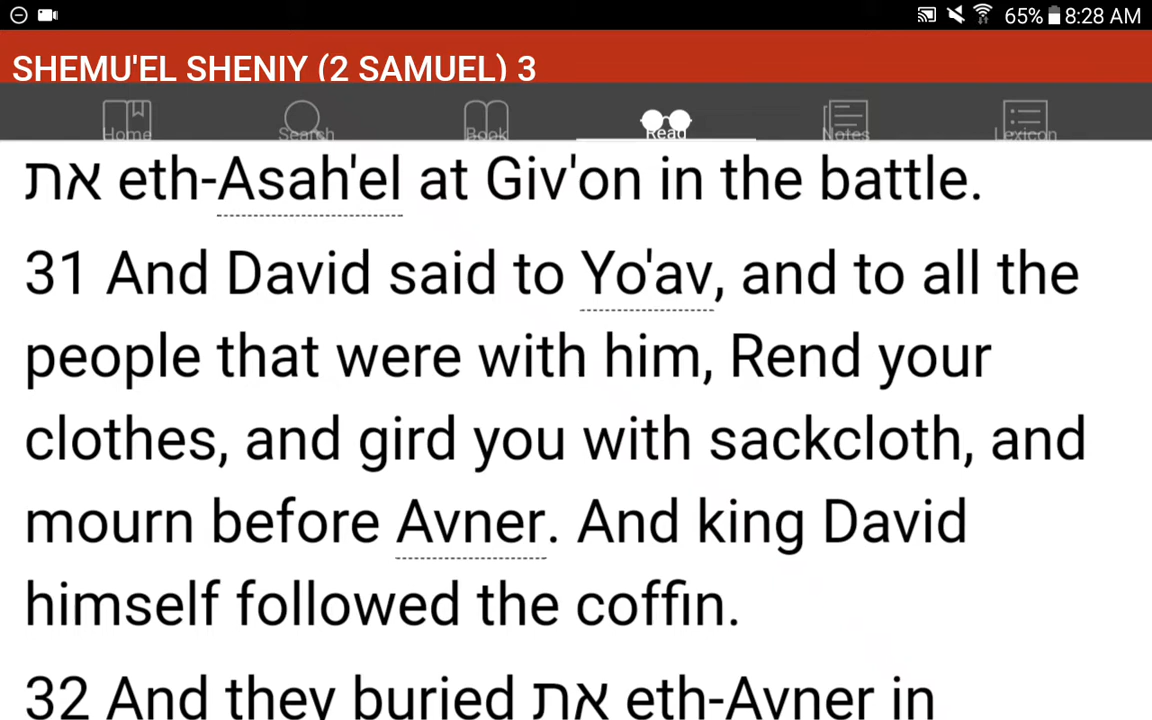 65% 8:28 AM
SHEMU'EL SHENIY (2 SAMUEL) 3
Home Search Book Read Notes Lexicon
את eth-Asah'el at Giv'on in the battle.
31 And David said to Yo'av, and to all the
people that were with him, Rend your
clothes, and gird you with sackcloth, and
mourn before Avner. And king David
himself followed the coffin.
32 And they buried את eth-Avner in